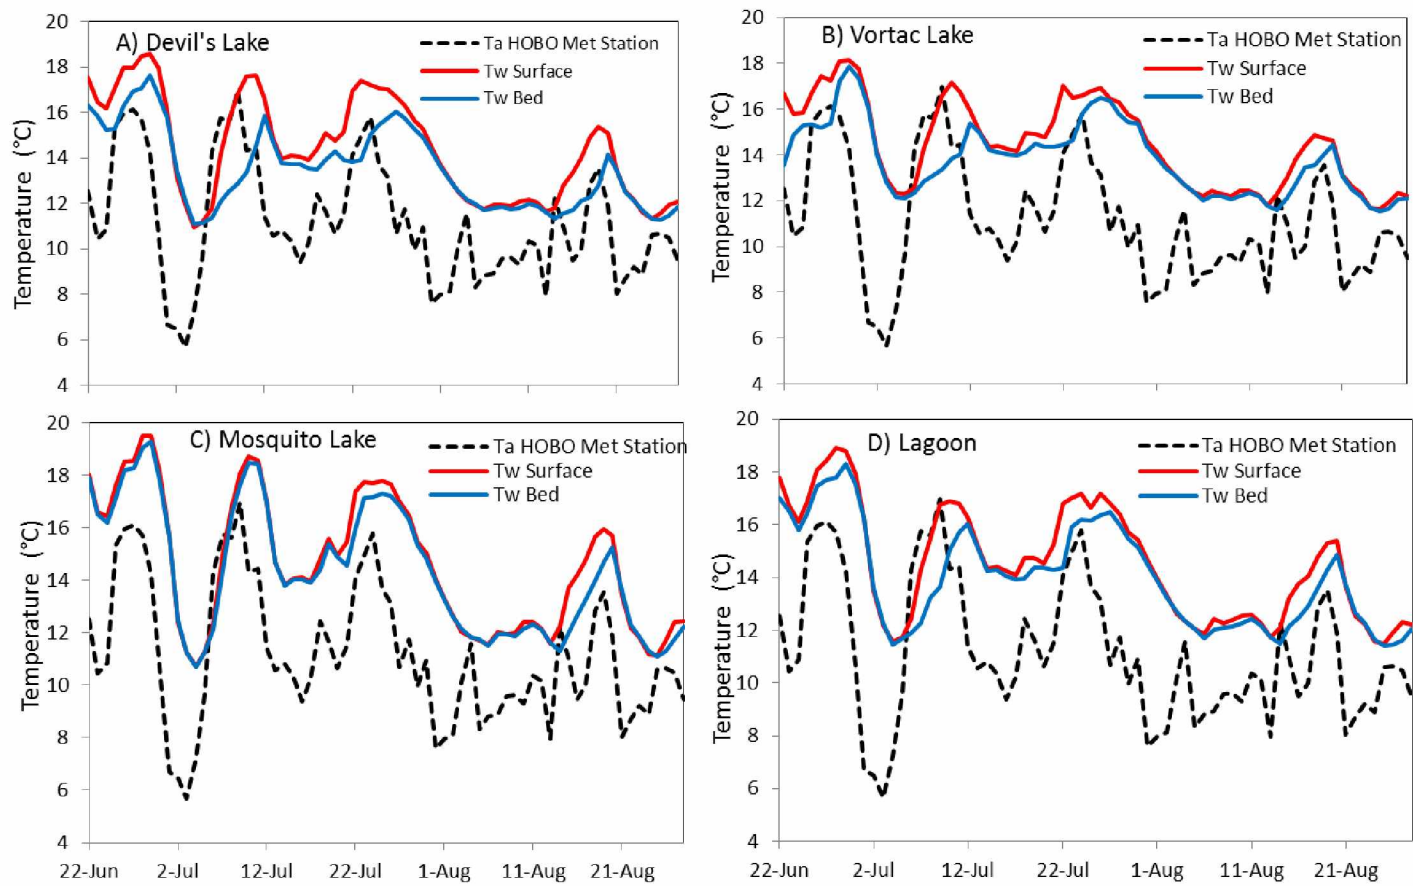 A) Devil's Lake
Ta HOBO Met Station
Tw Surface
Tw Bed
Temperature (°C)
20
18
16
14
12
10
8
6
4
22-Jun
2-Jul
12-Jul
22-Jul
1-Aug
11-Aug
21-Aug
B) Vortac Lake
Ta HOBO Met Station
Tw Surface
Tw Bed
Temperature (°C)
20
18
16
14
12
10
8
6
4
C) Mosquito Lake
Ta HOBO Met Station
Tw Surface
Tw Bed
Temperature (°C)
20
18
16
14
12
10
8
6
4
D) Lagoon
Ta HOBO Met Station
Tw Surface
Tw Bed
Temperature (°C)
20
18
16
14
12
10
8
6
4
22-Jun
2-Jul
12-Jul
22-Jul
1-Aug
11-Aug
21-Aug